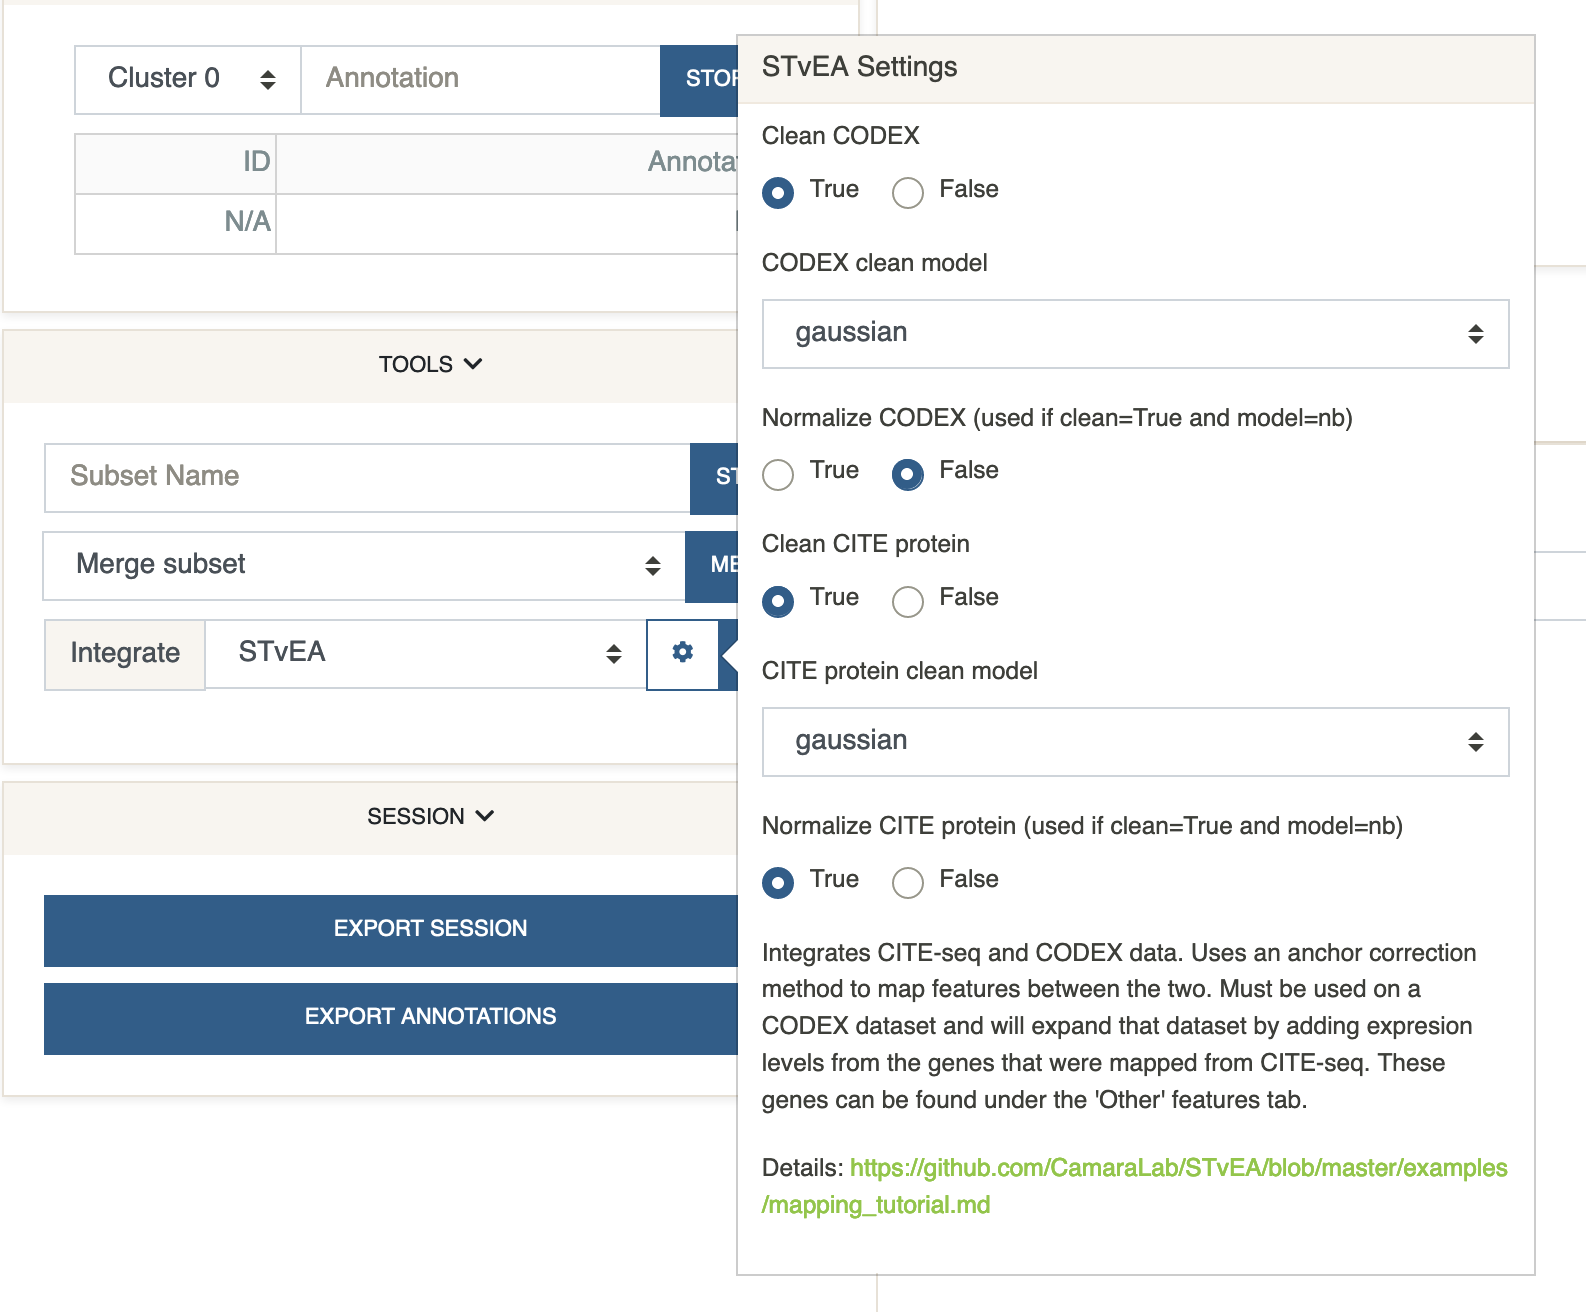 Cluster 0
Annotation
ID
N/A
TOOLS
Subset Name
Merge subset
Integrate
STvEA
SESSION
EXPORT SESSION
EXPORT ANNOTATIONS
STvEA Settings
Clean CODEX
True False
CODEX clean model
gaussian
Normalize CODEX (used if clean=True and model=nb)
True False
Clean CITE protein
True False
CITE protein clean model
gaussian
Normalize CITE protein (used if clean=True and model=nb)
True False
Integrates CITE-seq and CODEX data. Uses an anchor correction
method to map features between the two. Must be used on a
CODEX dataset and will expand that dataset by adding expresion
levels from the genes that were mapped from CITE-seq. These
genes can be found under the 'Other' features tab.
Details: https://github.com/CamaraLab/STvEA/blob/master/examples
/mapping_tutorial.md